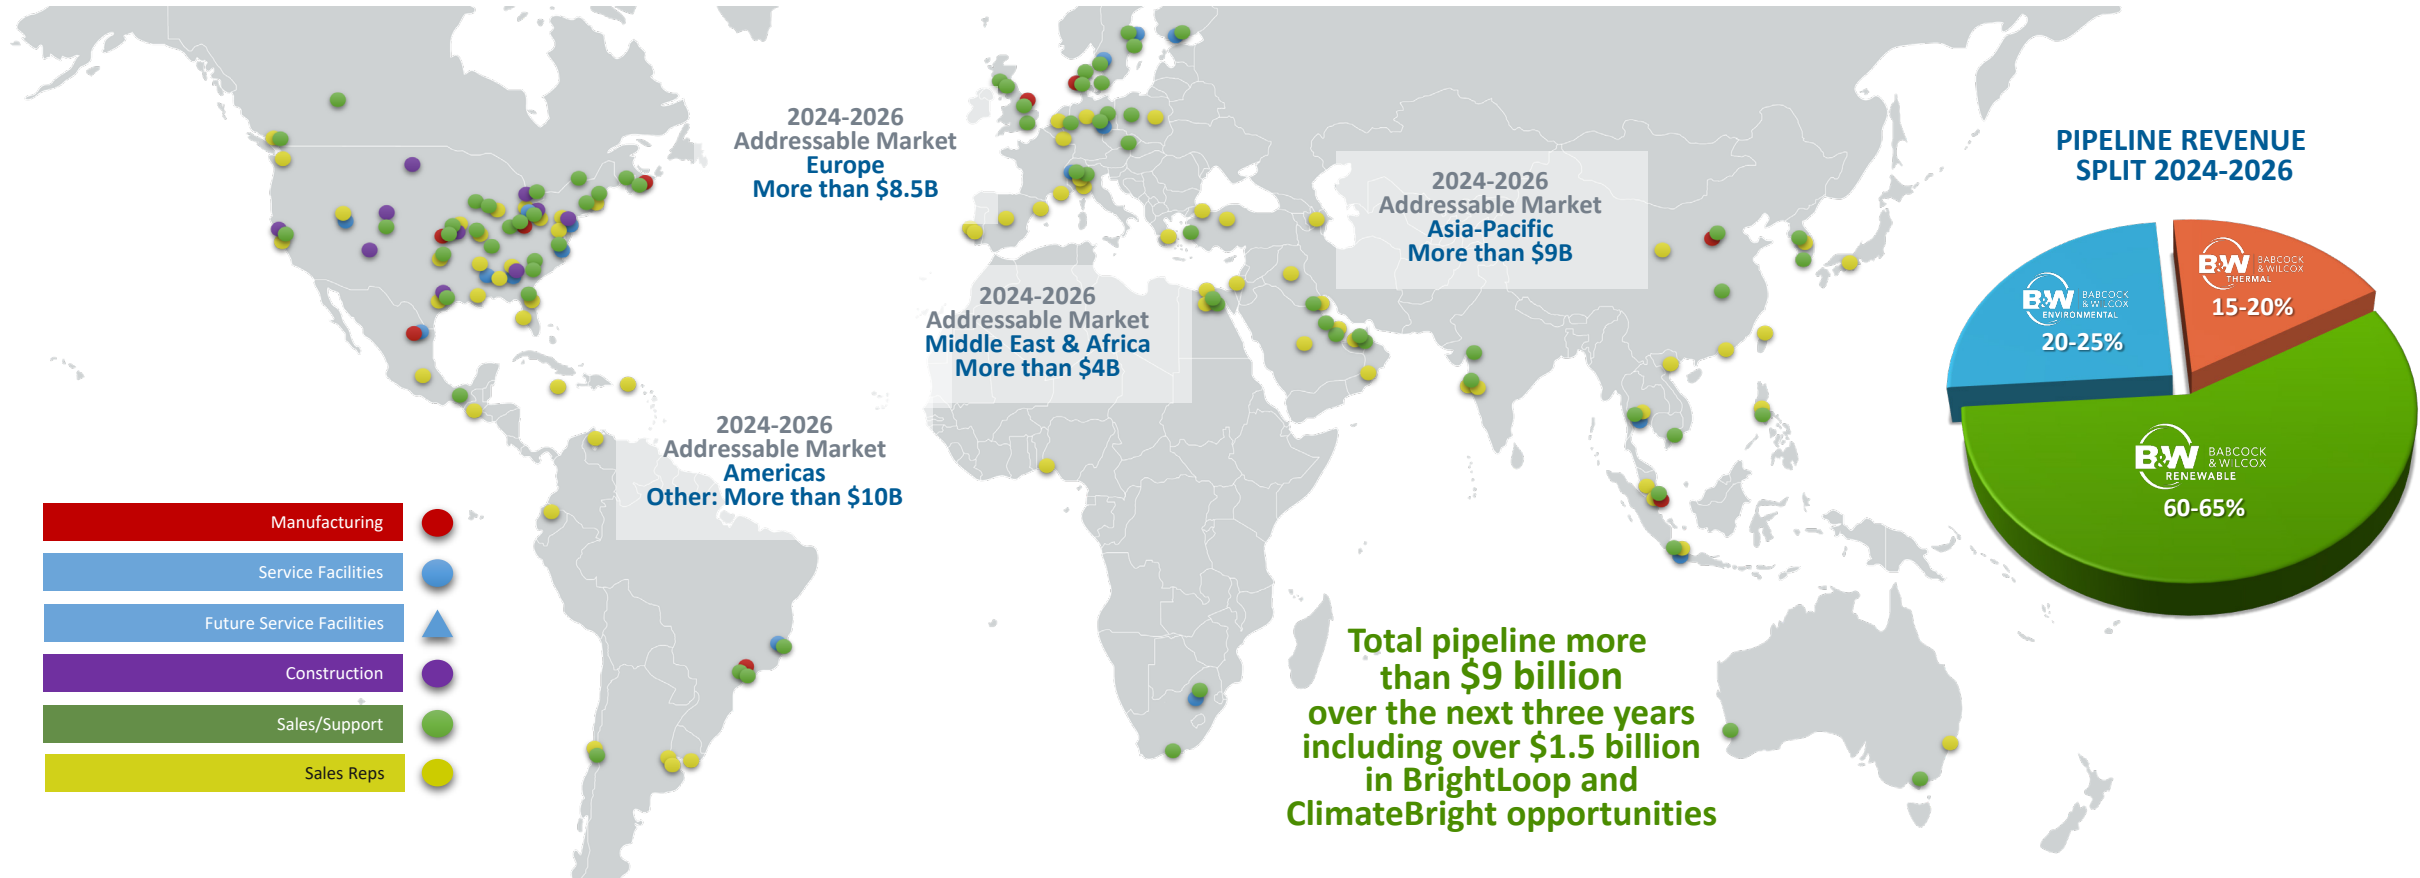 2024-2026
Addressable Market
Europe
More than $8.5B
2024-2026
Addressable Market
Asia-Pacific
More than $9B
2024-2026
Addressable Market
Middle East & Africa
More than $4B
2024-2026
Addressable Market
Americas
Other: More than $10B
Manufacturing
Service Facilities
Future Service Facilities
Construction
Sales/Support
Sales Reps
Total pipeline more
than $9 billion
over the next three years
including over $1.5 billion
in BrightLoop and
ClimateBright opportunities
PIPELINE REVENUE
SPLIT 2024-2026
B&W BABCOCK
& WILCOX
THERMAL
15-20%
B&W BABCOCK
& WILCOX
ENVIRONMENTAL
20-25%
B&W BABCOCK
& WILCOX
RENEWABLE
60-65%